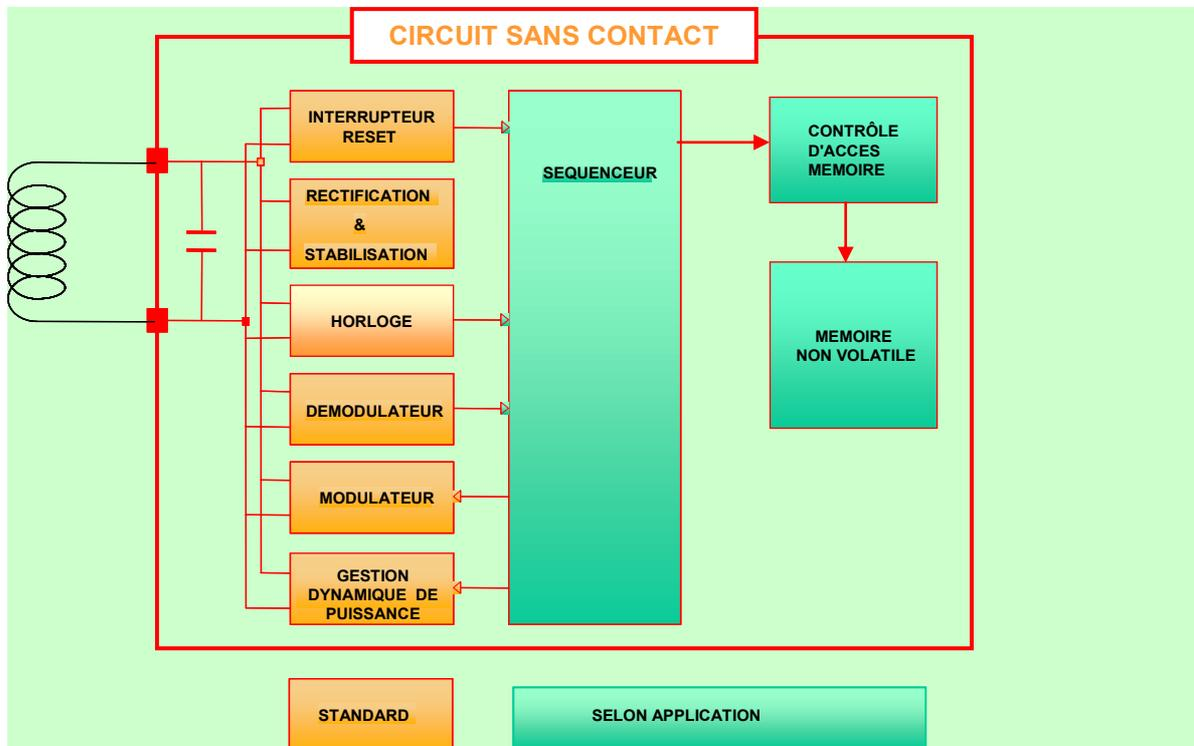 CIRCUIT SANS CONTACT
INTERRUPTEUR
RESET
RECTIFICATION
&
STABILISATION
HORLOGE
DEMODULATEUR
MODULATEUR
GESTION
DYNAMIQUE DE
PUISSANCE
SEQUENCEUR
CONTRÔLE
D'ACCES
MEMOIRE
MEMOIRE
NON VOLATILE
STANDARD
SELON APPLICATION